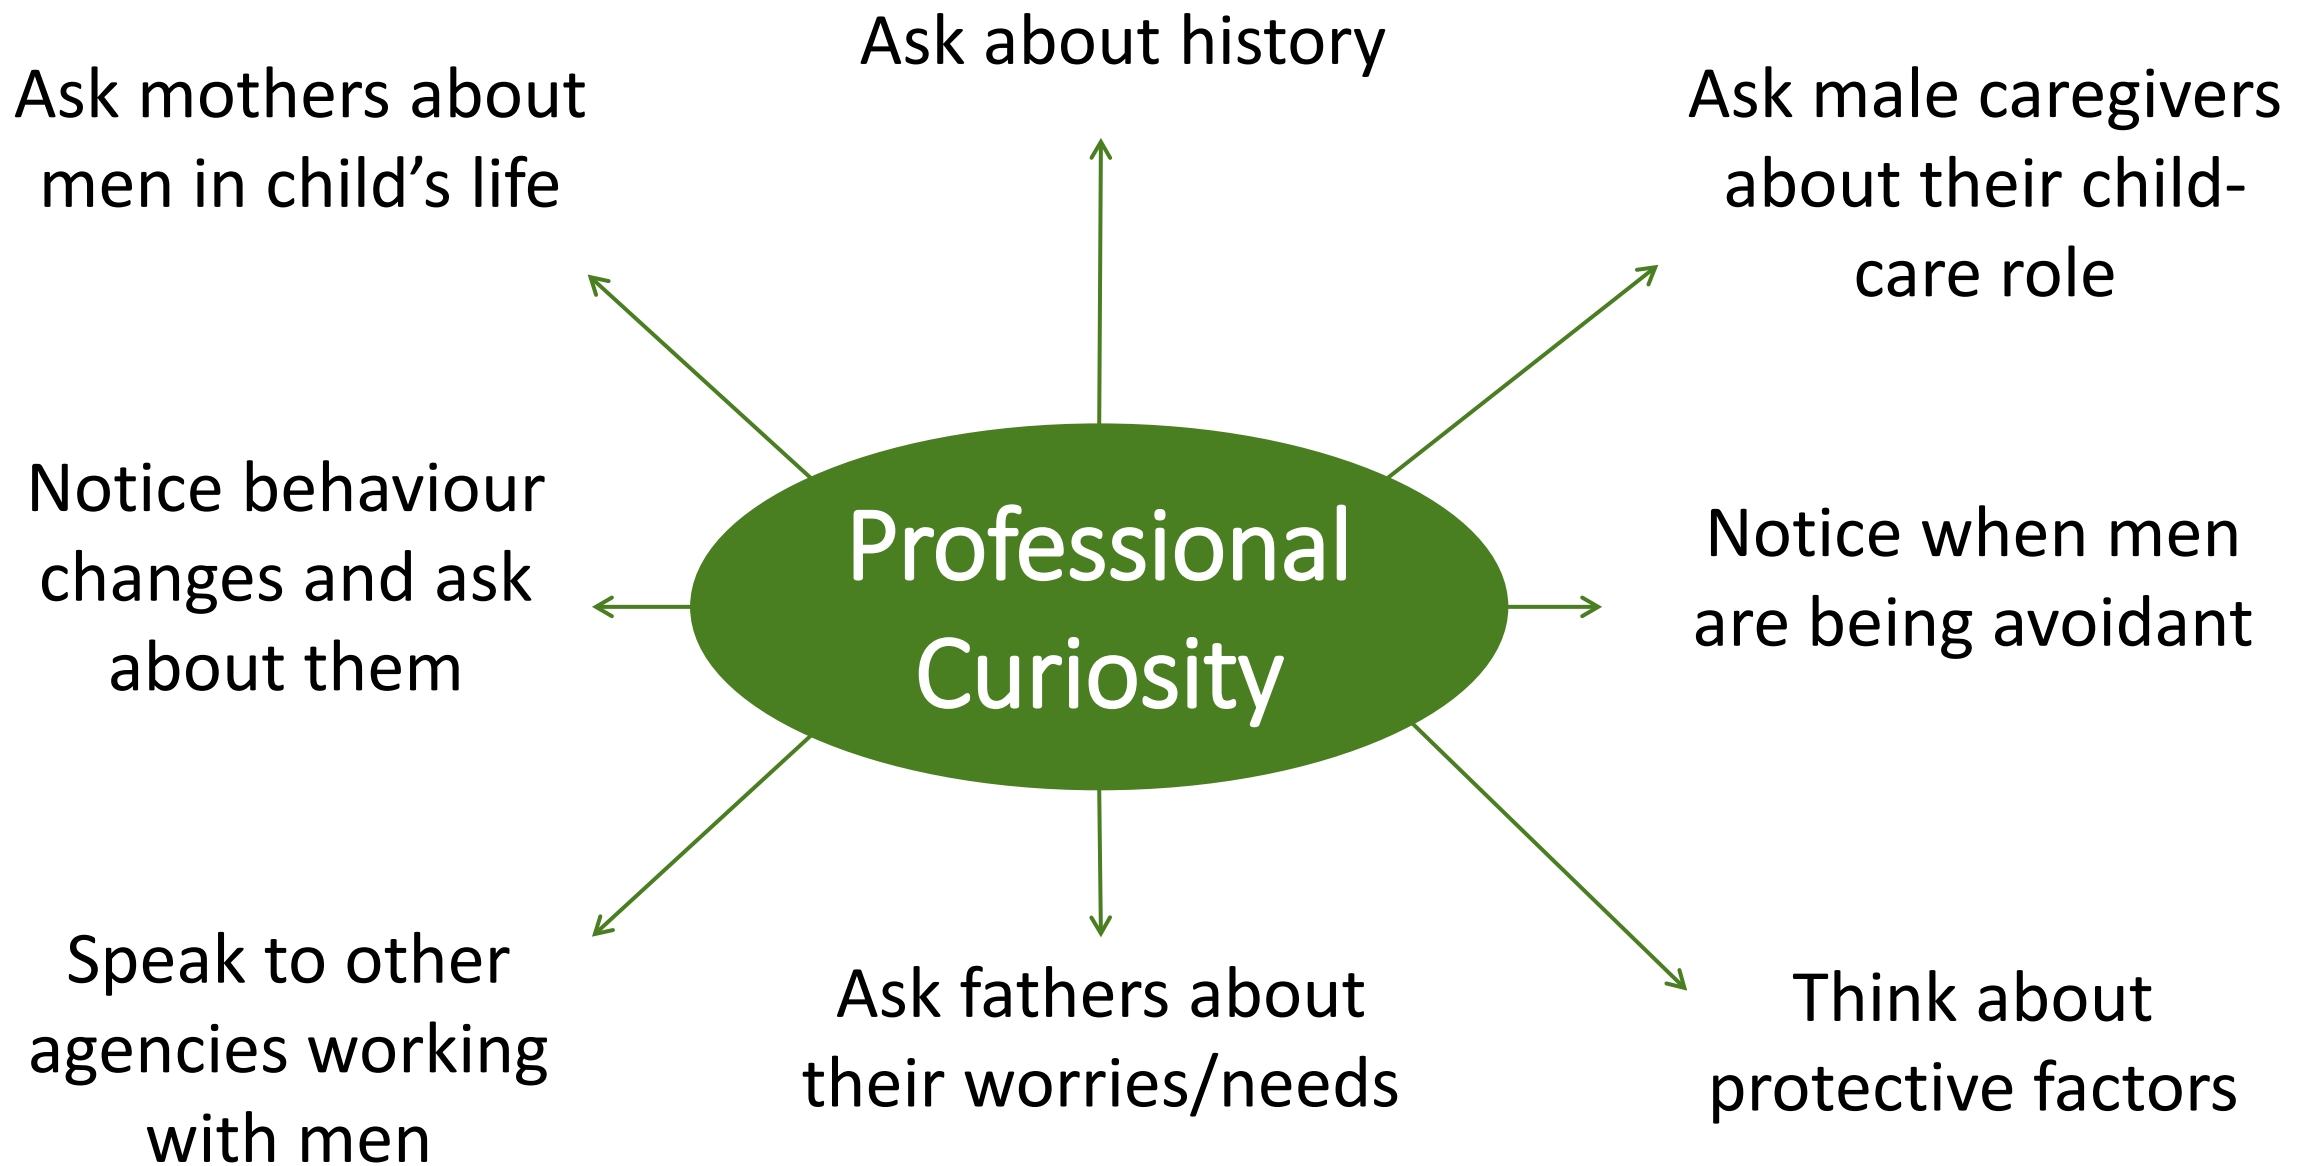 Ask about history
Ask mothers about
men in child’s life
Ask male caregivers
about their child-
care role
Notice behaviour
changes and ask
about them
Professional
Curiosity
Notice when men
are being avoidant
Speak to other
agencies working
with men
Ask fathers about
their worries/needs
Think about
protective factors